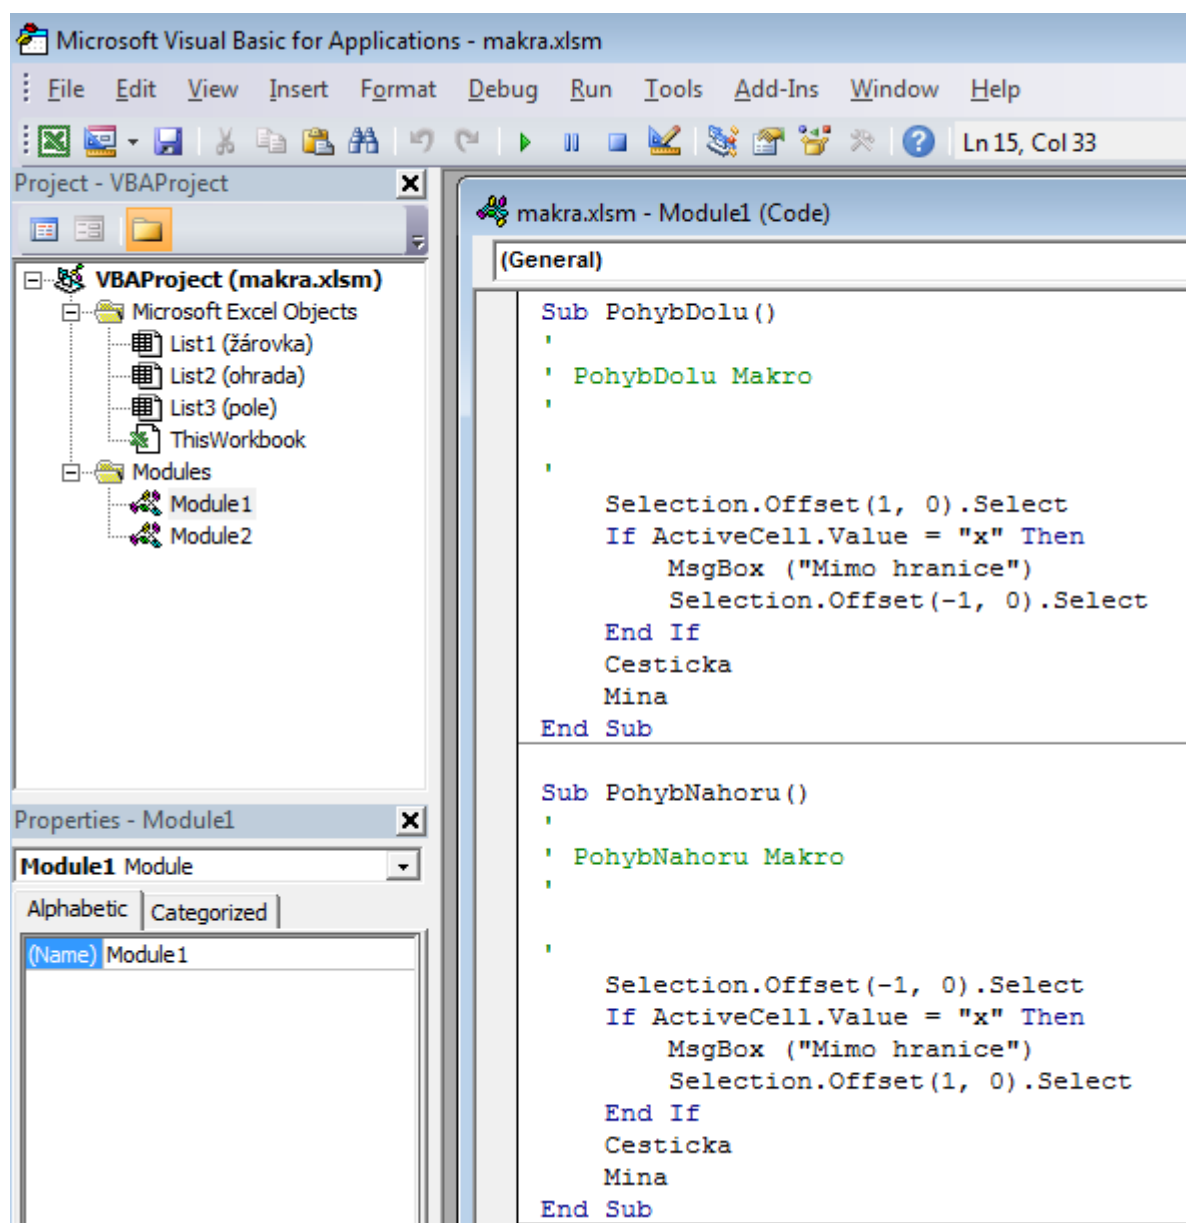 Microsoft Visual Basic for Applications - makra.xlsm
File Edit View Insert Format Debug Run Tools Add-Ins Window Help
Ln 15, Col 33
Project - VBAProject
VBAProject (makra.xlsm)
Microsoft Excel Objects
List1 (žárovka)
List2 (ohrada)
List3 (pole)
ThisWorkbook
Modules
Module1
Module2
Properties - Module1
Module1 Module
Alphabetic Categorized
(Name) Module1
makra.xlsm - Module1 (Code)
(General)
Sub PohybDolu()
'
' PohybDolu Makro
'
'
Selection.Offset(1, 0).Select
If ActiveCell.Value = "x" Then
MsgBox ("Mimo hranice")
Selection.Offset(-1, 0).Select
End If
Cesticka
Mina
End Sub
Sub PohybNahoru()
'
' PohybNahoru Makro
'
'
Selection.Offset(-1, 0).Select
If ActiveCell.Value = "x" Then
MsgBox ("Mimo hranice")
Selection.Offset(1, 0).Select
End If
Cesticka
Mina
End Sub